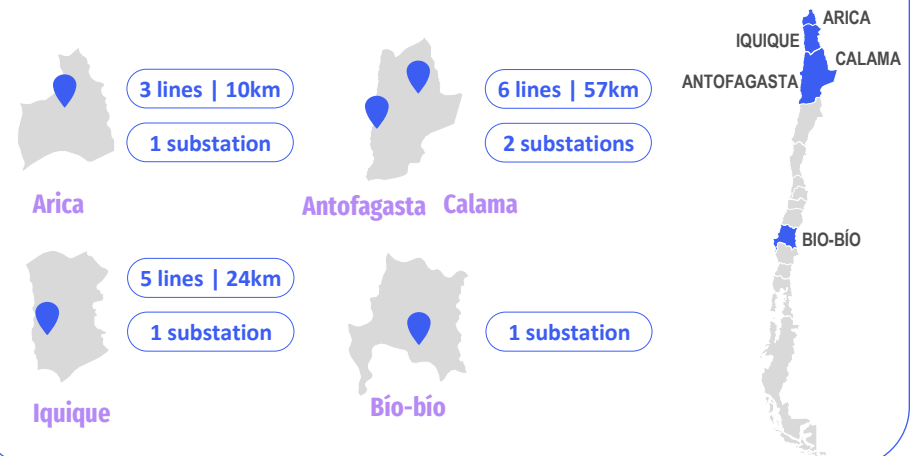 3 lines | 10km
1 substation
Arica
6 lines | 57km
2 substations
Antofagasta Calama
5 lines | 24km
1 substation
Iquique
1 substation
Bío-bío
ARICA
IQUIQUE
CALAMA
ANTOFAGASTA
BIO-BÍO